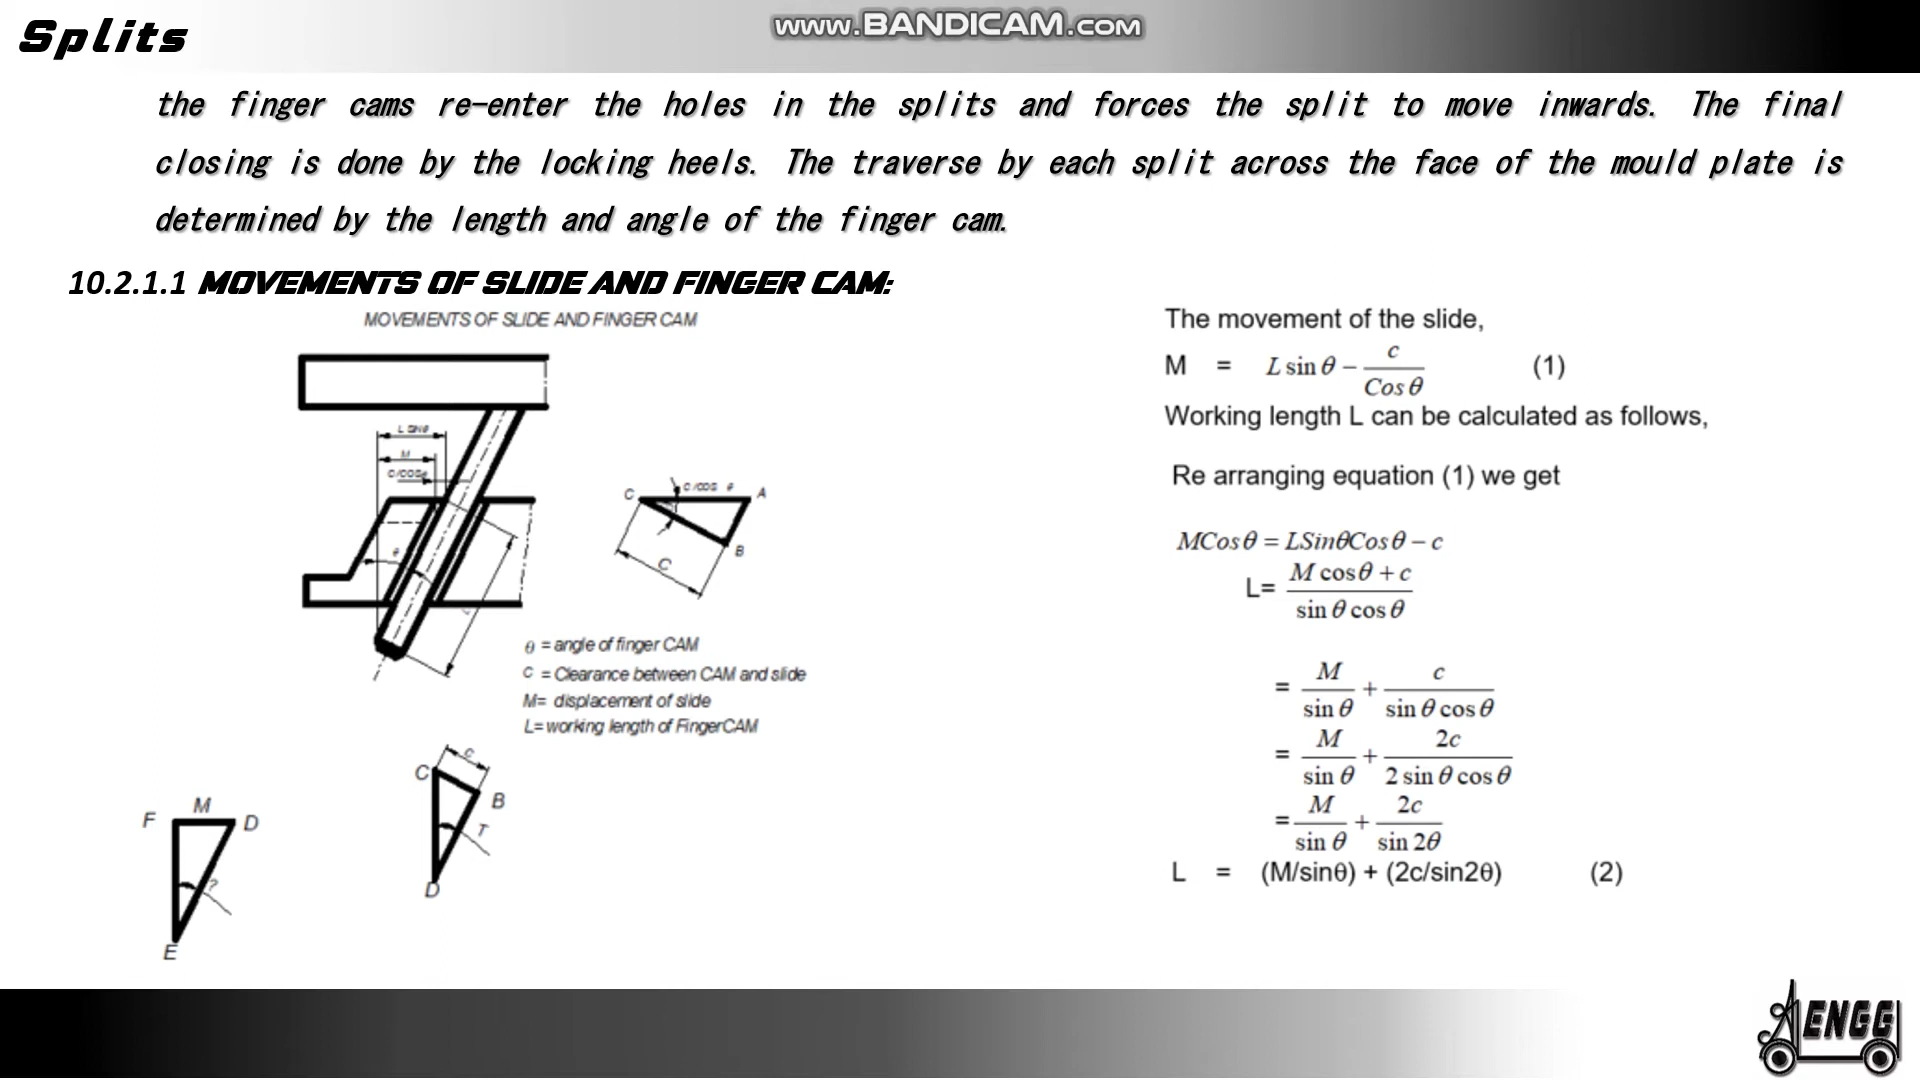 Splits
www.BANDICAM.com
the finger cams re-enter the holes in the splits and forces the split to move inwards. The final
closing is done by the locking heels. The traverse by each split across the face of the mould plate is
determined by the length and angle of the finger cam.
10.2.1.1 MOVEMENTS OF SLIDE AND FINGER CAM:
MOVEMENTS OF SLIDE AND FINGER CAM
L SINθ
M
C/COSθ
θ
L
C
C/COS θ
A
B
C
θ = angle of finger CAM
C = Clearance between CAM and slide
M= displacement of slide
L=working length of FingerCAM
C
C
B
T
D
F
M
D
?
E
The movement of the slide,
M = L sin θ − c / Cos θ (1)
Working length L can be calculated as follows,
Re arranging equation (1) we get
MCosθ = LSinθCosθ − c
L= M cosθ + c / sin θ cos θ
= M / sin θ + c / sin θ cos θ
= M / sin θ + 2c / 2 sin θ cos θ
= M / sin θ + 2c / sin 2θ
L = (M/sinθ) + (2c/sin2θ) (2)
AENGG